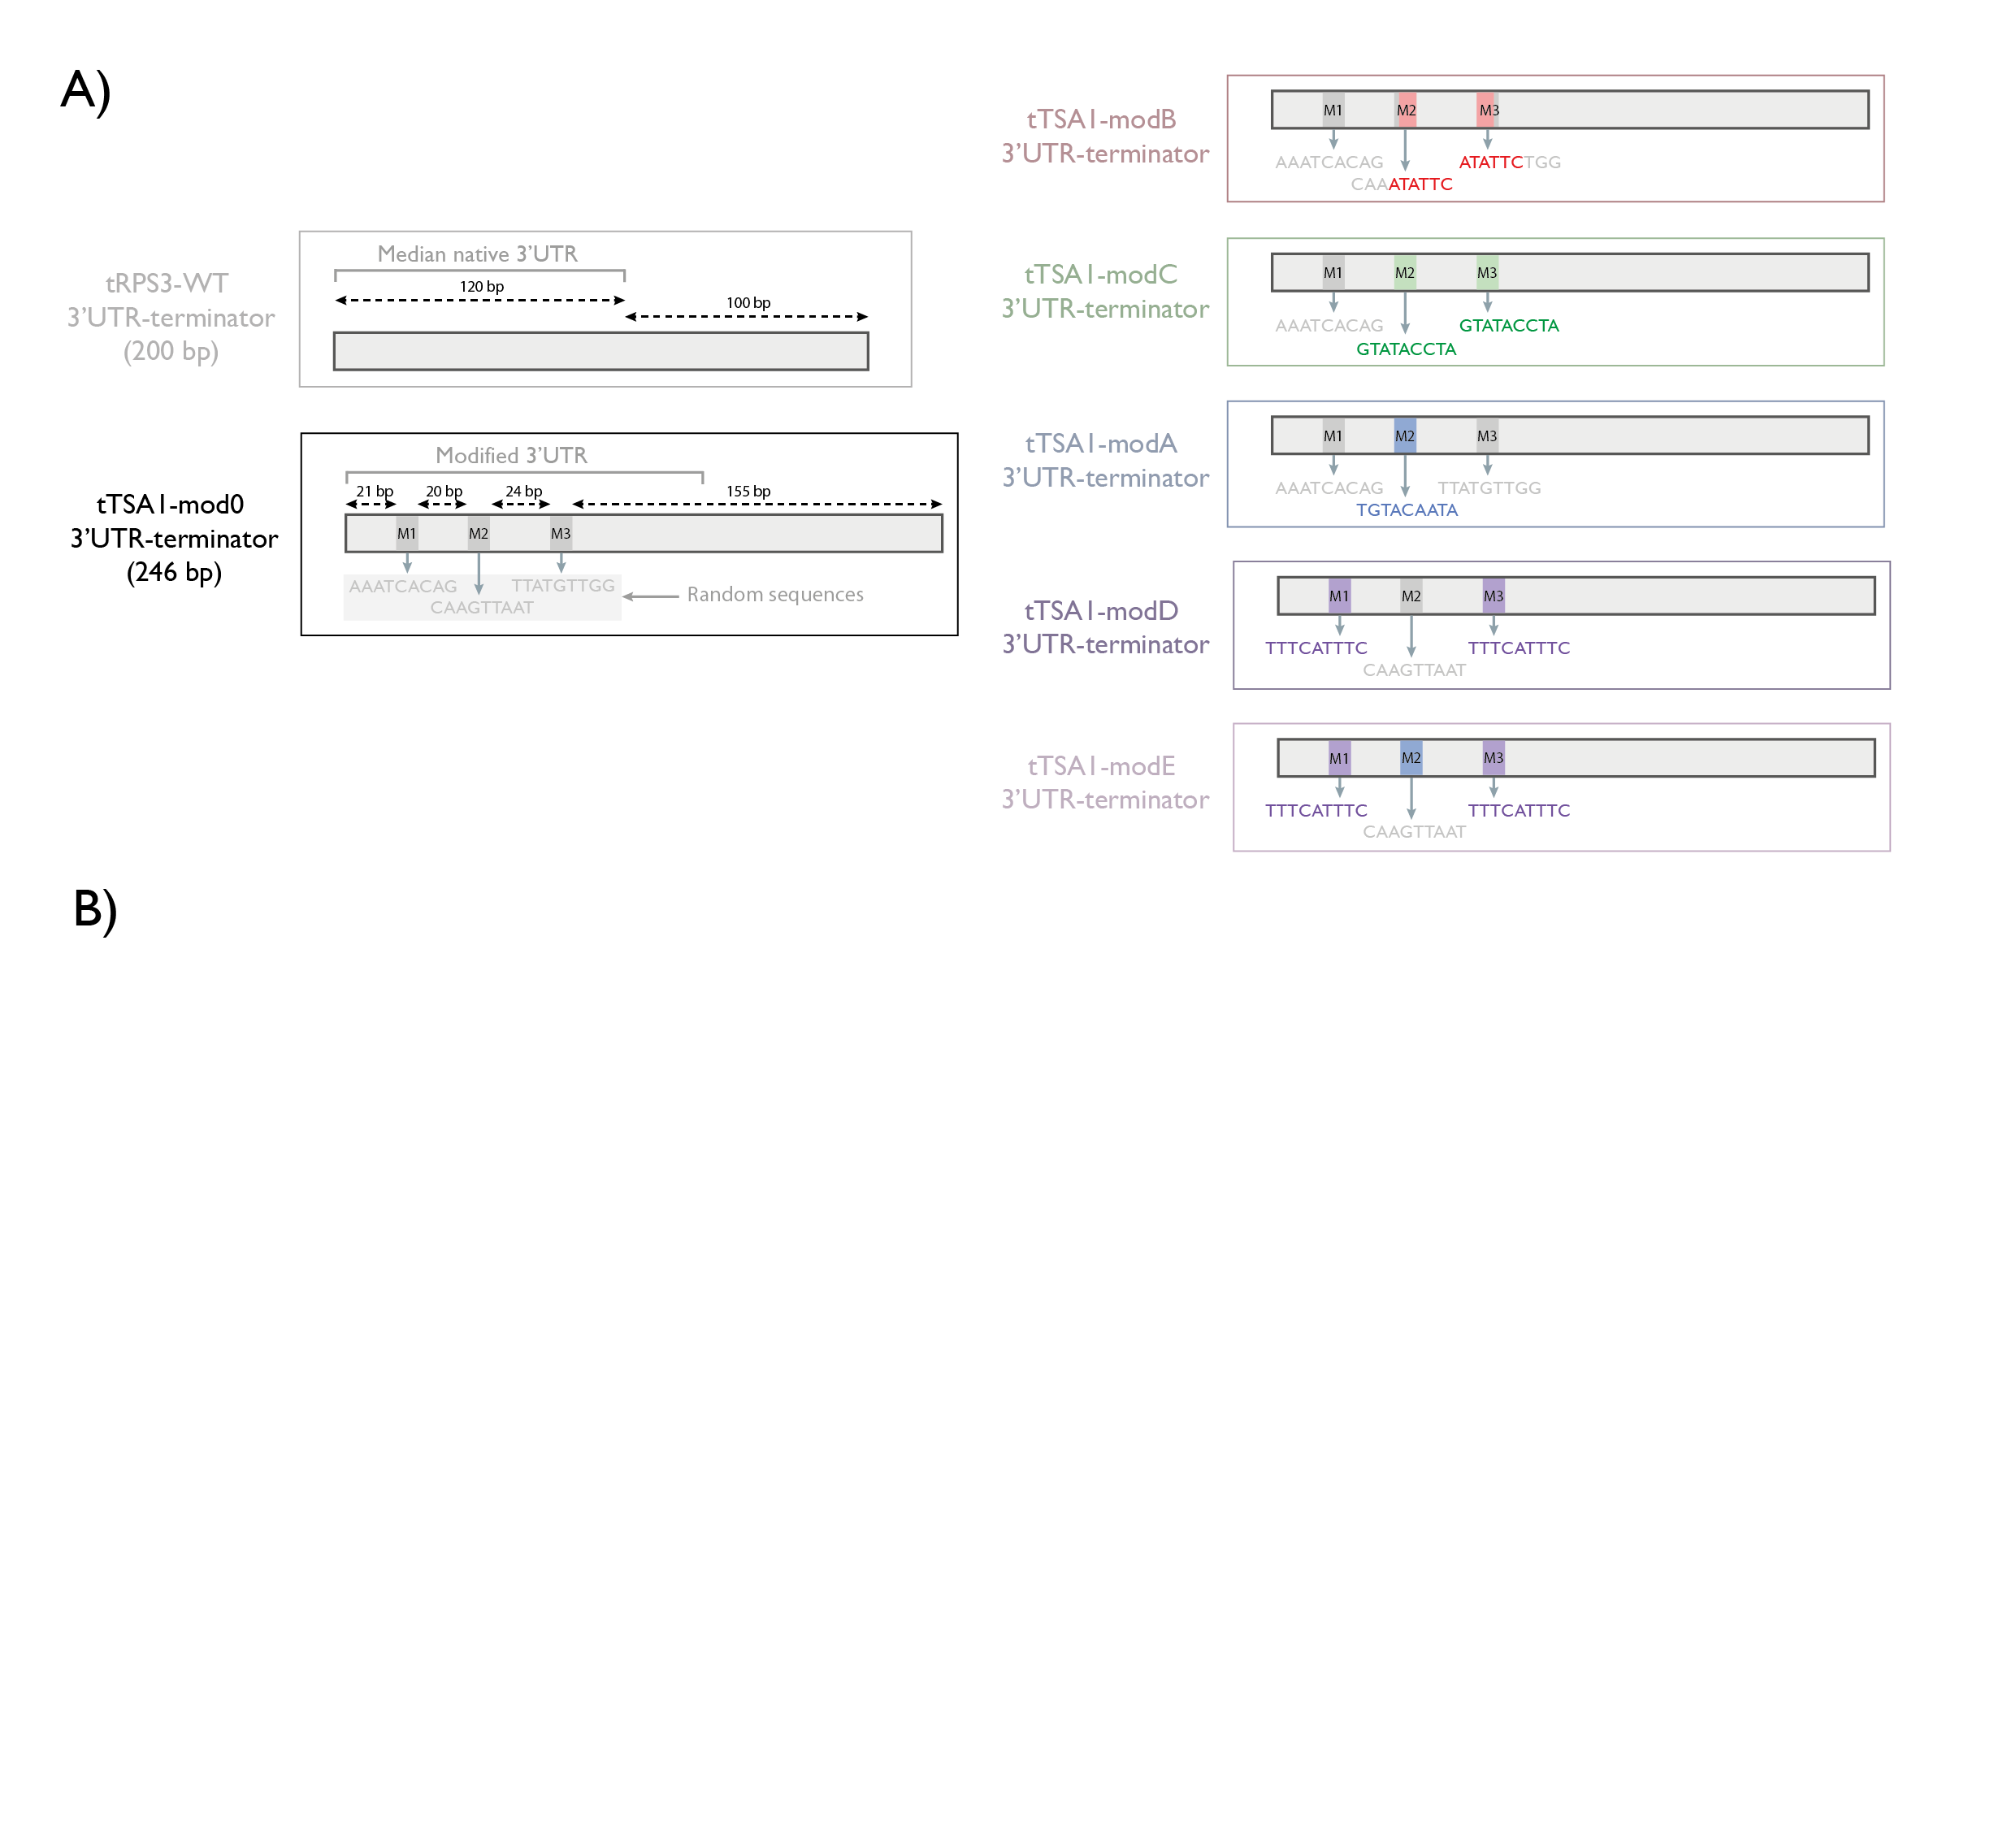 A)
tRPS3-WT
3'UTR-terminator
(200 bp)
Median native 3'UTR
120 bp
100 bp
tTSA1-mod0
3'UTR-terminator
(246 bp)
Modified 3'UTR
21 bp 20 bp 24 bp 155 bp
M1 M2 M3
AAATCACAG TTATGTTGG
CAAGTTAAT
Random sequences
tTSA1-modB
3'UTR-terminator
M1 M2 M3
AAATCACAG ATATTCTGG
CAAATATTC
tTSA1-modC
3'UTR-terminator
M1 M2 M3
AAATCACAG GTATACCTA
GTATACCTA
tTSA1-modA
3'UTR-terminator
M1 M2 M3
AAATCACAG TTATGTTGG
TGTACAATA
tTSA1-modD
3'UTR-terminator
M1 M2 M3
TTTCATTTC TTTCATTTC
CAAGTTAAT
tTSA1-modE
3'UTR-terminator
M1 M2 M3
TTTCATTTC TTTCATTTC
CAAGTTAAT
B)